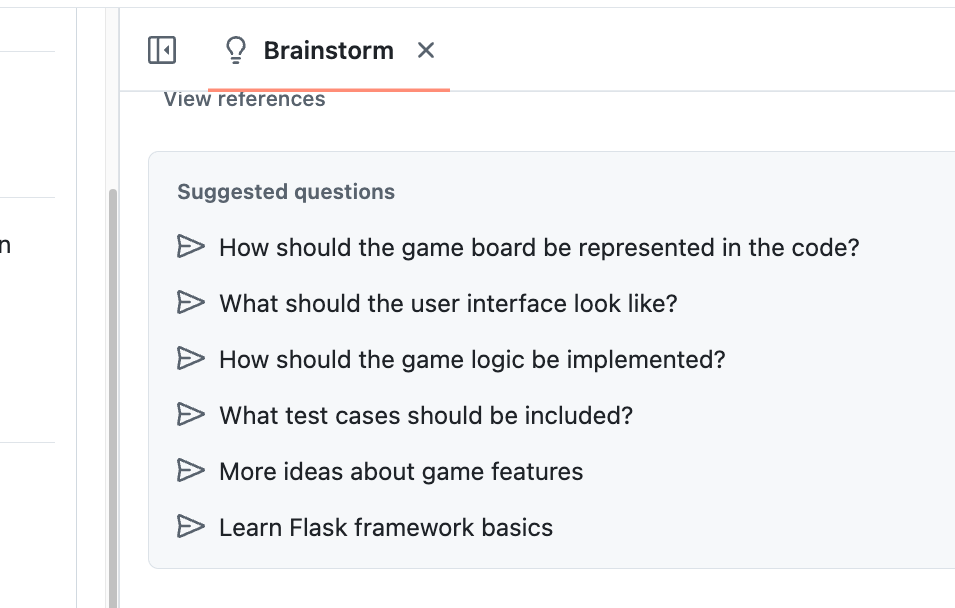 Brainstorm
View references
n
Suggested questions
How should the game board be represented in the code?
What should the user interface look like?
How should the game logic be implemented?
What test cases should be included?
More ideas about game features
Learn Flask framework basics